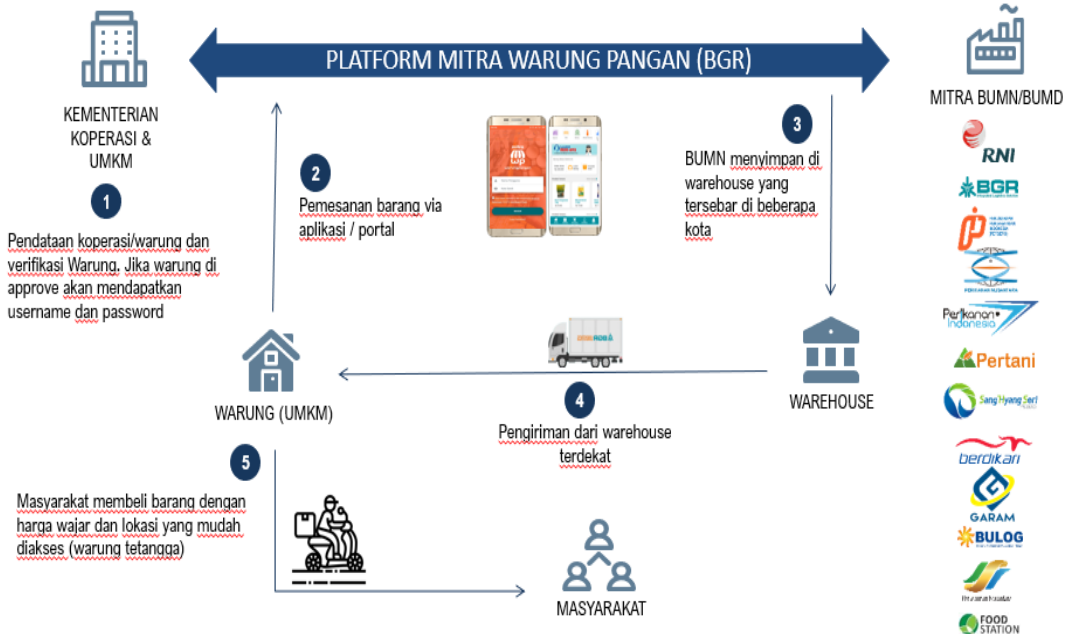 PLATFORM MITRA WARUNG PANGAN (BGR)
KEMENTERIAN
KOPERASI &
UMKM
1
Pendataan koperasi/warung dan
verifikasi Warung. Jika warung di
approve akan mendapatkan
username dan password
2
Pemesanan barang via
aplikasi / portal
3
BUMN menyimpan di
warehouse yang
tersebar di beberapa
kota
WARUNG (UMKM)
4
Pengiriman dari warehouse
terdekat
WAREHOUSE
5
Masyarakat membeli barang dengan
harga wajar dan lokasi yang mudah
diakses (warung tetangga)
MASYARAKAT
MITRA BUMN/BUMD
RNI
BGR
Perikanan
Indonesia
Pertani
Sang Hyang Seri
berdikari
GARAM
BULOG
FOOD
STATION